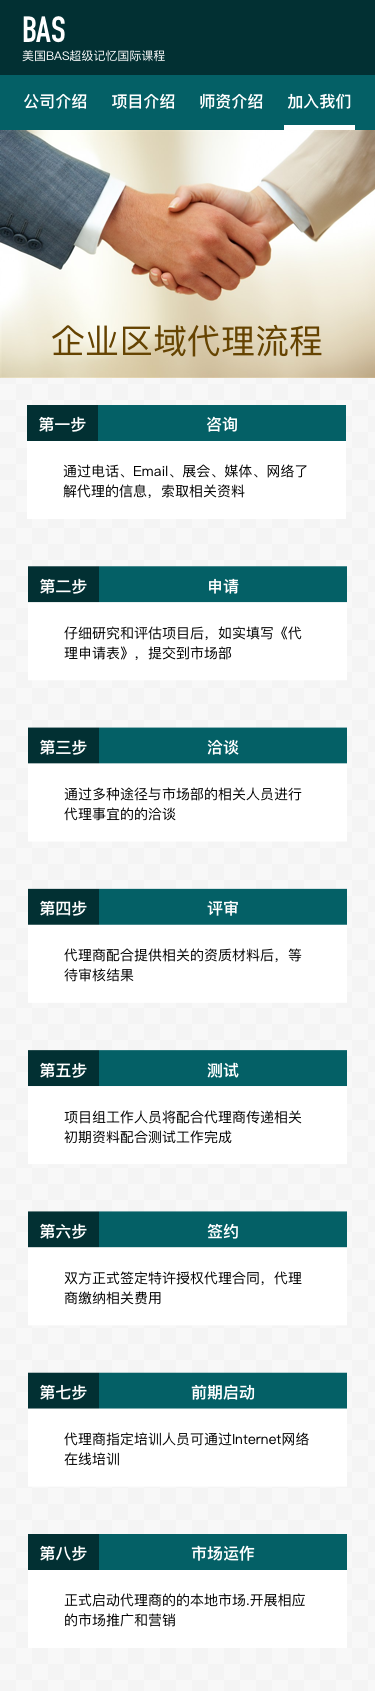 BAS
美国BAS超级记忆国际课程
公司介绍 项目介绍 师资介绍 加入我们
企业区域代理流程
第一步 咨询
通过电话、Email、展会、媒体、网络了
解代理的信息，索取相关资料
第二步 申请
仔细研究和评估项目后，如实填写《代
理申请表》，提交到市场部
第三步 洽谈
通过多种途径与市场部的相关人员进行
代理事宜的的洽谈
第四步 评审
代理商配合提供相关的资质材料后，等
待审核结果
第五步 测试
项目组工作人员将配合代理商传递相关
初期资料配合测试工作完成
第六步 签约
双方正式签定特许授权代理合同，代理
商缴纳相关费用
第七步 前期启动
代理商指定培训人员可通过Internet网络
在线培训
第八步 市场运作
正式启动代理商的的本地市场.开展相应
的市场推广和营销